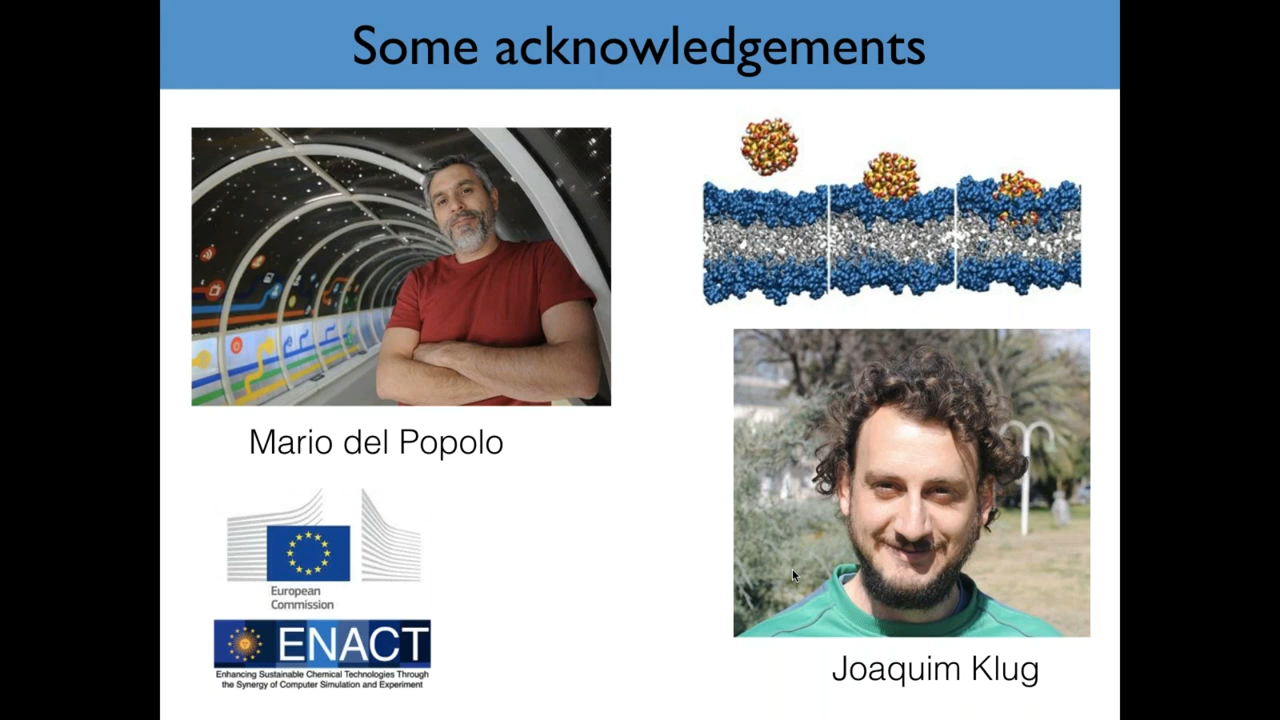 Some acknowledgements
Mario del Popolo
European
Commission
ENACT
Enhancing Sustainable Chemical Technologies Through
the Synergy of Computer Simulation and Experiment
Joaquim Klug